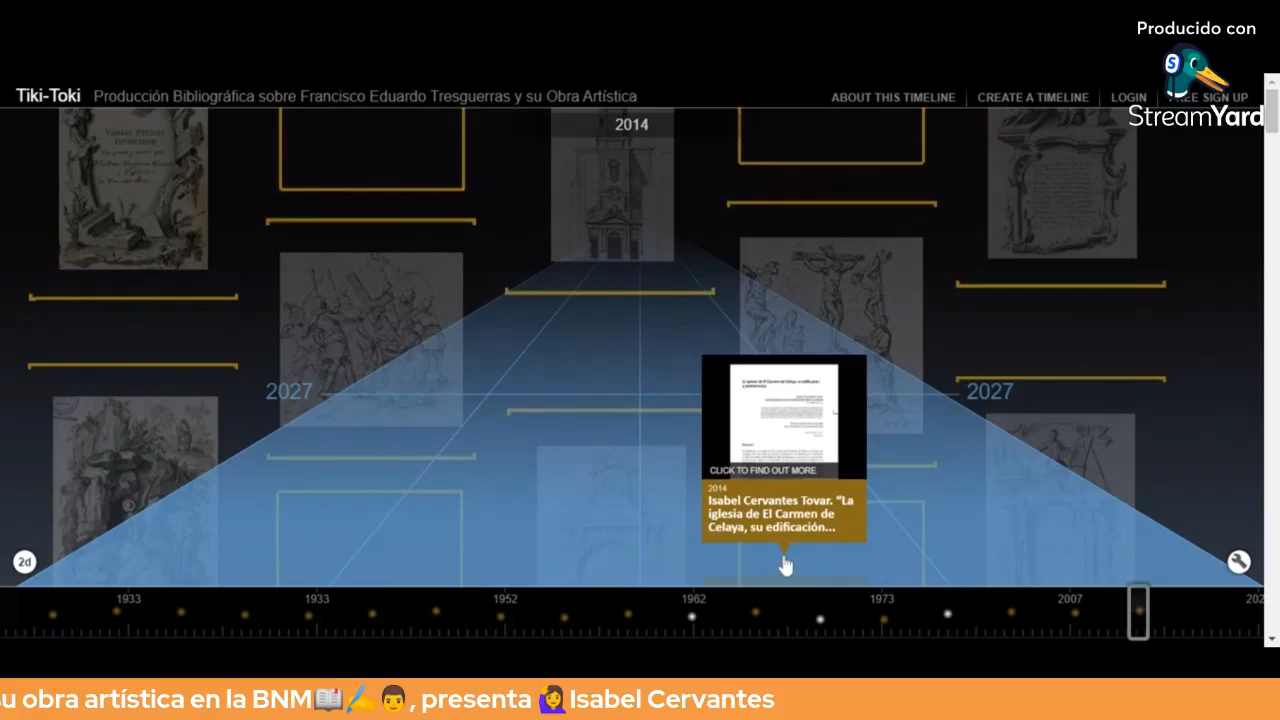 Producido con
StreamYard
Tiki-Toki Producción Bibliográfica sobre Francisco Eduardo Tresguerras y su Obra Artística
ABOUT THIS TIMELINE CREATE A TIMELINE LOGIN FREE SIGN UP
2014
2027 2027
CLICK TO FIND OUT MORE
2014
Isabel Cervantes Tovar. “La
iglesia de El Carmen de
Celaya, su edificación...
2d
1933 1933 1952 1962 1973 2007
su obra artística en la BNM📖✍👨, presenta 🙋‍♀️Isabel Cervantes